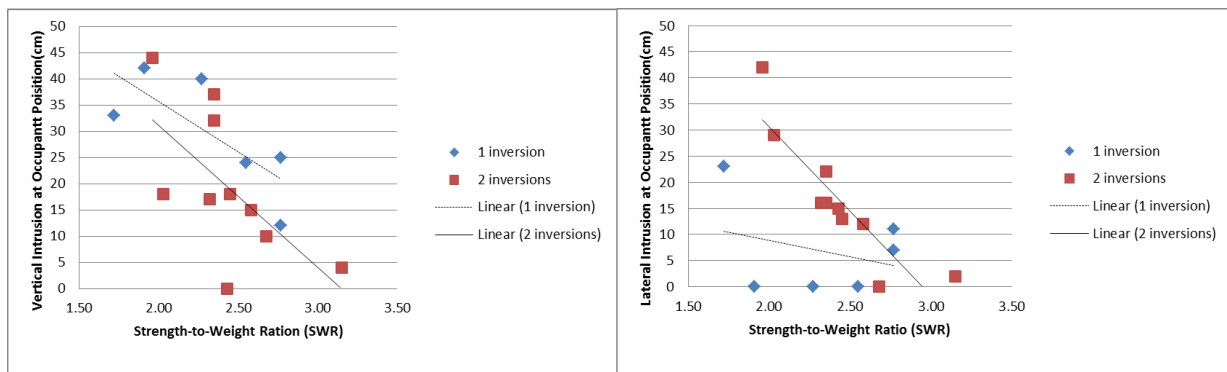 Vertical Intrusion at Occupantt Poisition(cm)
50
45
40
35
30
25
20
15
10
5
0
1.50
2.00
2.50
3.00
3.50
Strength-to-Weight Ration (SWR)
1 inversion
2 inversions
Linear (1 inversion)
Linear (2 inversions)
Lateral Intrusion at Occupantt Poisition(cm)
50
45
40
35
30
25
20
15
10
5
0
1.50
2.00
2.50
3.00
3.50
Strength-to-Weight Ratio (SWR)
1 inversion
2 inversions
Linear (1 inversion)
Linear (2 inversions)